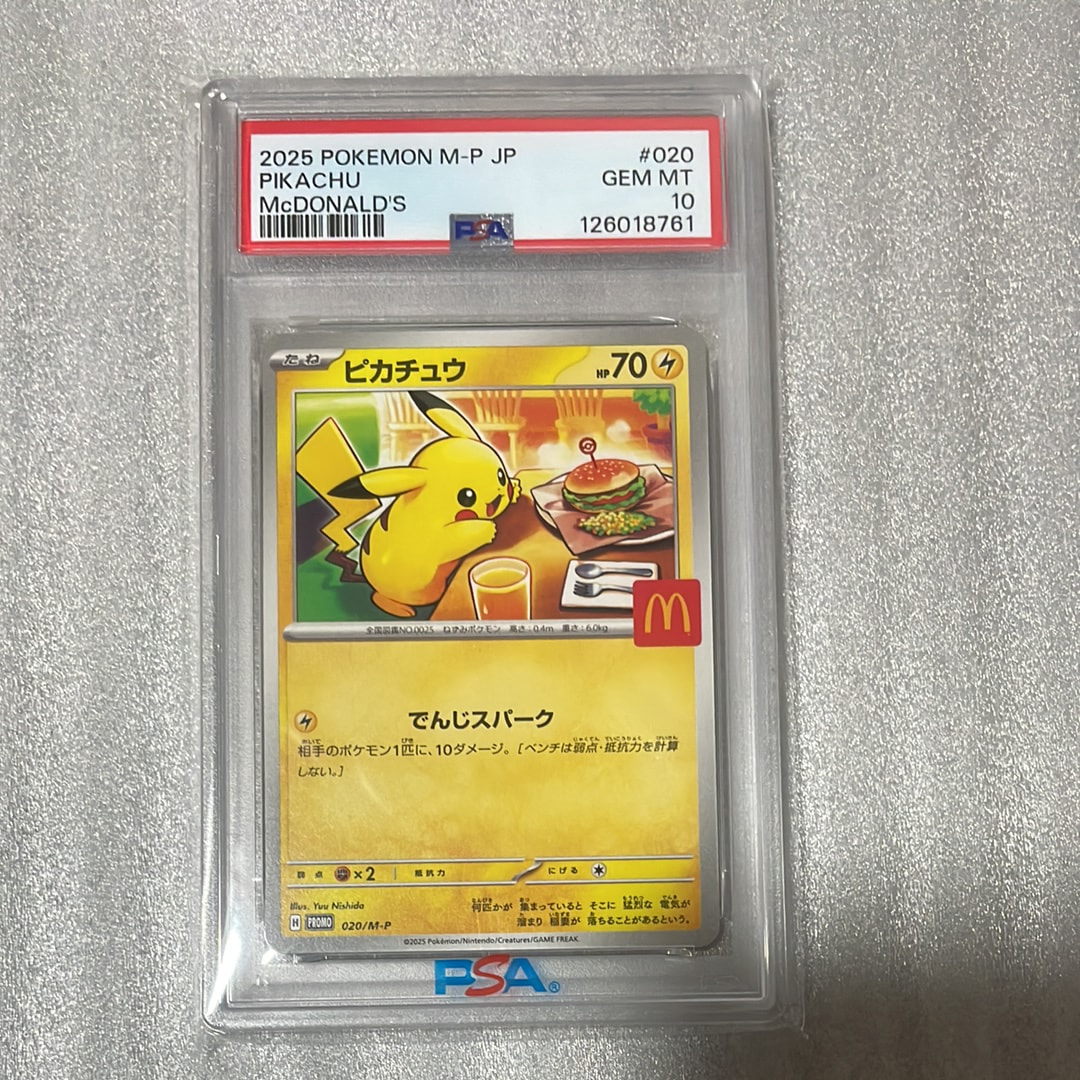 2025 POKEMON M-P JP
#020
PIKACHU
GEM MT
McDONALD'S
10
PSA
126018761
たね
ピカチュウ
HP70
M
全国図鑑NO.0025 ねずみポケモン 高さ:0.4m 重さ:6.0kg
でんじスパーク
相手のポケモン1匹に、10ダメージ。[ベンチは弱点・抵抗力を計算
しない。]
弱点 ×2 抵抗力 にげる
Illus. Yuu Nishida
何匹かが 集まっていると そこに 猛烈な 電気が
溜まり 稲妻が 落ちることがあるという。
H PROMO 020/M-P
©2025 Pokémon/Nintendo/Creatures/GAME FREAK.
PSA®